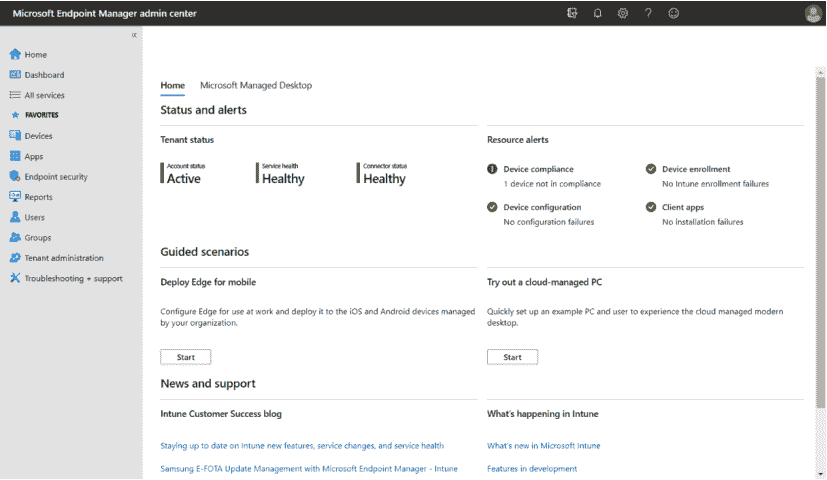 Microsoft Endpoint Manager admin center
Home
Dashboard
All services
FAVORITES
Devices
Apps
Endpoint security
Reports
Users
Groups
Tenant administration
Troubleshooting + support
Home
Microsoft Managed Desktop
Status and alerts
Tenant status
Account status
Active
Service health
Healthy
Connector status
Healthy
Resource alerts
Device compliance
1 device not in compliance
Device enrollment
No Intune enrollment failures
Device configuration
No configuration failures
Client apps
No installation failures
Guided scenarios
Deploy Edge for mobile
Configure Edge for use at work and deploy it to the iOS and Android devices managed
by your organization.
Start
Try out a cloud-managed PC
Quickly set up an example PC and user to experience the cloud managed modern
desktop.
Start
News and support
Intune Customer Success blog
Staying up to date on Intune new features, service changes, and service health
Samsung E-FOTA Update Management with Microsoft Endpoint Manager - Intune
What's happening in Intune
What's new in Microsoft Intune
Features in development